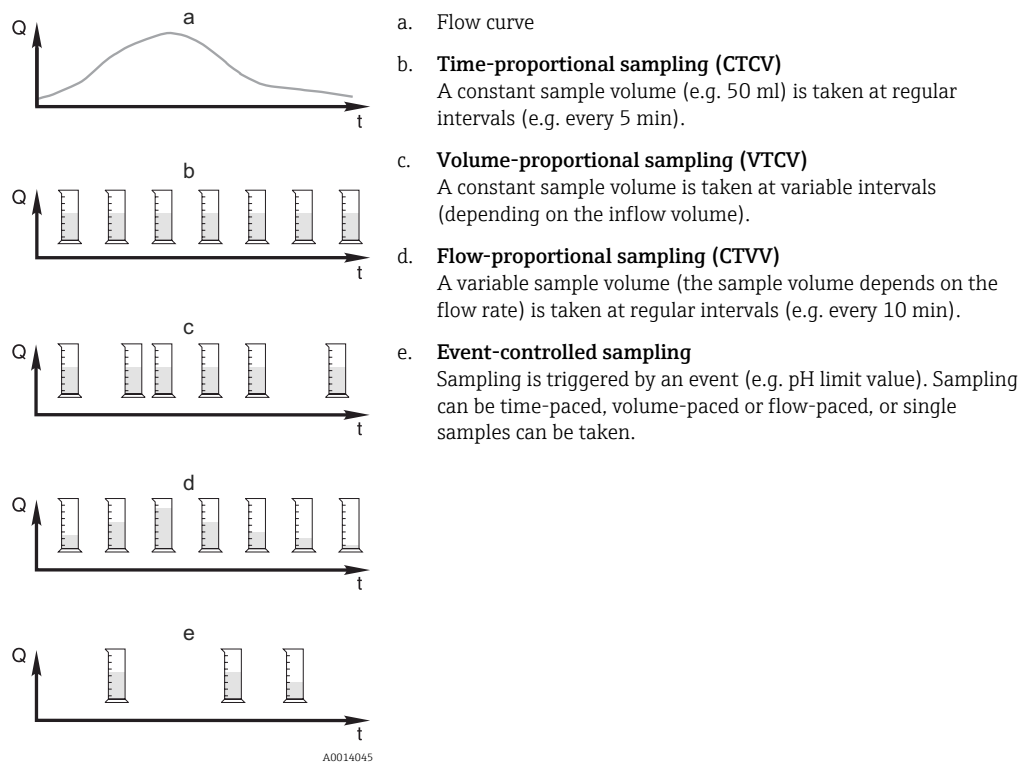 a
Q
t
b
Q
t
c
Q
t
d
Q
t
e
Q
t
A0014045
a. Flow curve
b. Time-proportional sampling (CTCV)
A constant sample volume (e.g. 50 ml) is taken at regular
intervals (e.g. every 5 min).
c. Volume-proportional sampling (VTCV)
A constant sample volume is taken at variable intervals
(depending on the inflow volume).
d. Flow-proportional sampling (CTVV)
A variable sample volume (the sample volume depends on the
flow rate) is taken at regular intervals (e.g. every 10 min).
e. Event-controlled sampling
Sampling is triggered by an event (e.g. pH limit value). Sampling
can be time-paced, volume-paced or flow-paced, or single
samples can be taken.